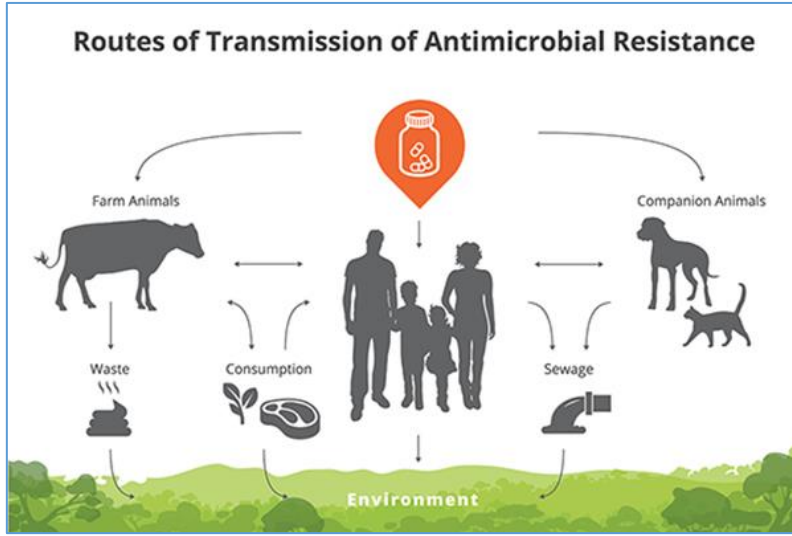 Routes of Transmission of Antimicrobial Resistance
Farm Animals
Companion Animals
Waste
Consumption
Sewage
Environment